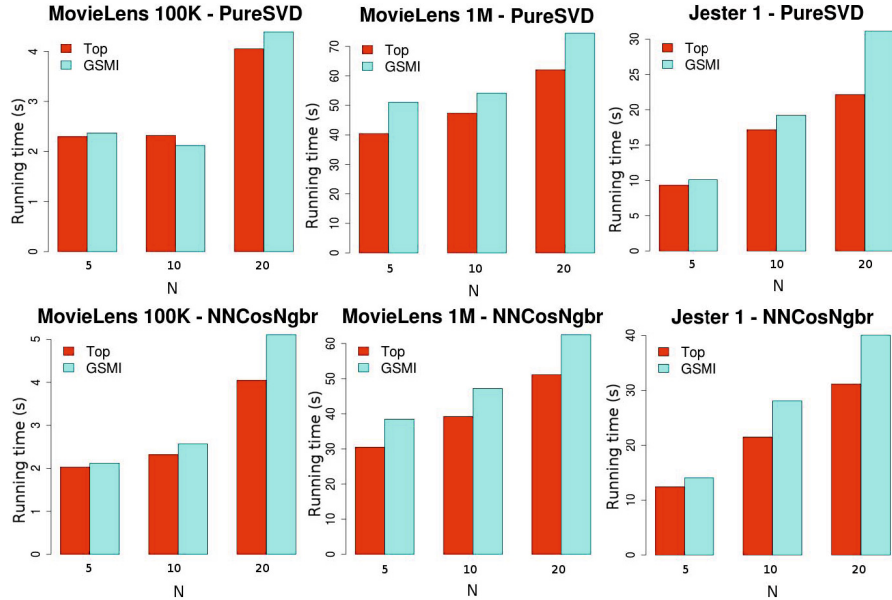 MovieLens 100K - PureSVD
Top
GSMI
Running time (s)
0
1
2
3
4
5
10
20
N
MovieLens 1M - PureSVD
Top
GSMI
Running time (s)
0
10
20
30
40
50
60
70
5
10
20
N
Jester 1 - PureSVD
Top
GSMI
Running time (s)
0
5
10
15
20
25
30
5
10
20
N
MovieLens 100K - NNCosNgbr
Top
GSMI
Running time (s)
0
1
2
3
4
5
5
10
20
N
MovieLens 1M - NNCosNgbr
Top
GSMI
Running time (s)
0
10
20
30
40
50
60
5
10
20
N
Jester 1 - NNCosNgbr
Top
GSMI
Running time (s)
0
10
20
30
40
5
10
20
N